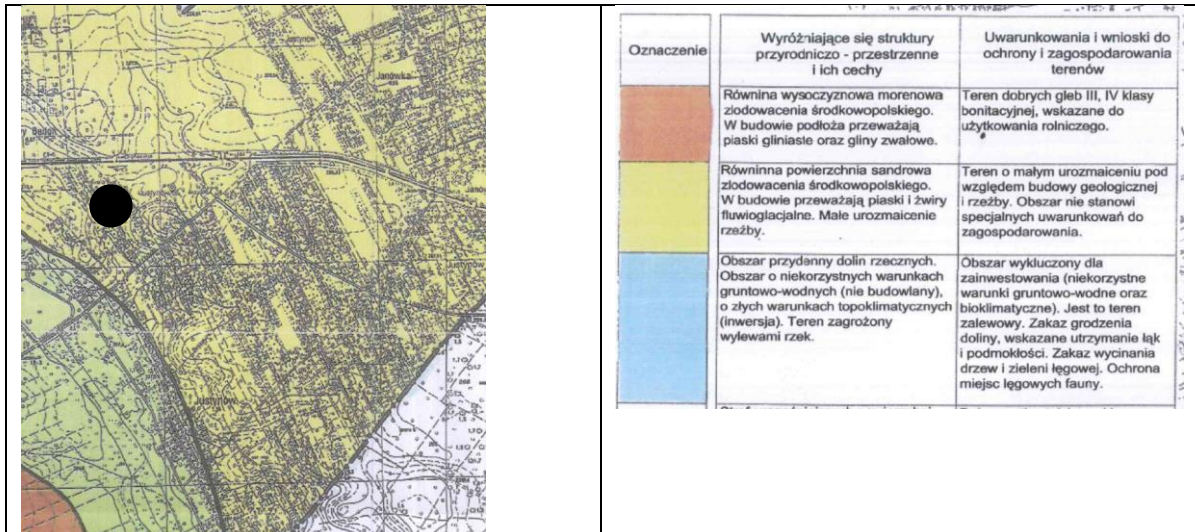 Janówka
Justynów
Justynów
Oznaczenie
Wyróżniające się struktury
przyrodniczo - przestrzenne
i ich cechy
Uwarunkowania i wnioski do
ochrony i zagospodarowania
terenów
Równina wysoczyznowa morenowa
zlodowacenia środkowopolskiego.
W budowie podłoża przeważają
piaski gliniaste oraz gliny zwałowe.
Teren dobrych gleb III, IV klasy
bonitacyjnej, wskazane do
użytkowania rolniczego.
Równinna powierzchnia sandrowa
zlodowacenia środkowopolskiego.
W budowie przeważają piaski i żwiry
fluwioglacjalne. Małe urozmaicenie
rzeźby.
Teren o małym urozmaiceniu pod
względem budowy geologicznej
i rzeźby. Obszar nie stanowi
specjalnych uwarunkowań do
zagospodarowania.
Obszar przydenny dolin rzecznych.
Obszar o niekorzystnych warunkach
gruntowo-wodnych (nie budowlany),
o złych warunkach topoklimatycznych
(inwersja). Teren zagrożony
wylewami rzek.
Obszar wykluczony dla
zainwestowania (niekorzystne
warunki gruntowo-wodne oraz
bioklimatyczne). Jest to teren
zalewowy. Zakaz grodzenia
doliny, wskazane utrzymanie łąk
i podmokłości. Zakaz wycinania
drzew i zieleni łęgowej. Ochrona
miejsc lęgowych fauny.